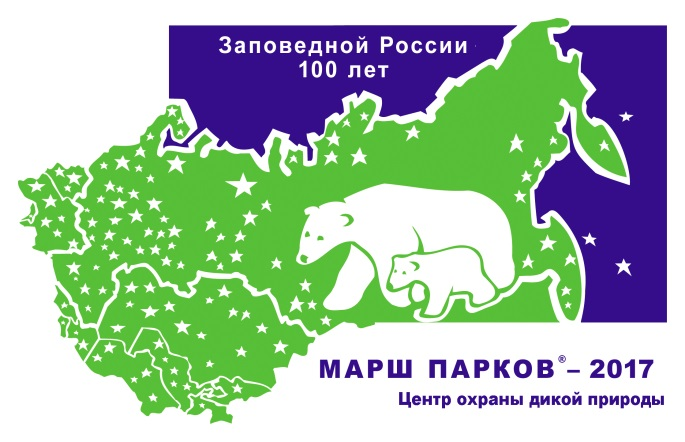 Заповедной России
100 лет
МАРШ ПАРКОВ®– 2017
Центр охраны дикой природы